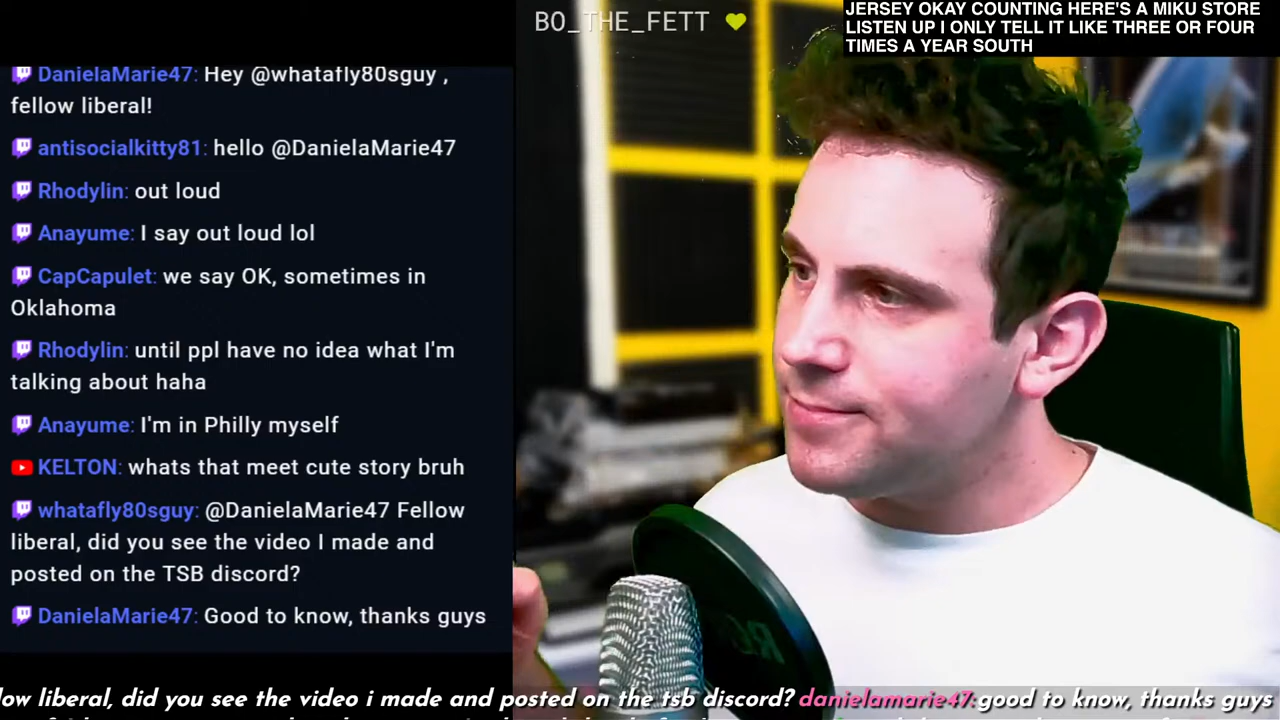 BO_THE_FETT
JERSEY OKAY COUNTING HERE'S A MIKU STORE
LISTEN UP I ONLY TELL IT LIKE THREE OR FOUR
TIMES A YEAR SOUTH
DanielaMarie47: Hey @whatafly80sguy ,
fellow liberal!
antisocialkitty81: hello @DanielaMarie47
Rhodylin: out loud
Anayume: I say out loud lol
CapCapulet: we say OK, sometimes in
Oklahoma
Rhodylin: until ppl have no idea what I'm
talking about haha
Anayume: I'm in Philly myself
KELTON: whats that meet cute story bruh
whatafly80sguy: @DanielaMarie47 Fellow
liberal, did you see the video I made and
posted on the TSB discord?
DanielaMarie47: Good to know, thanks guys
liberal, did you see the video i made and posted on the tsb discord? danielamarie47: good to know, thanks guys